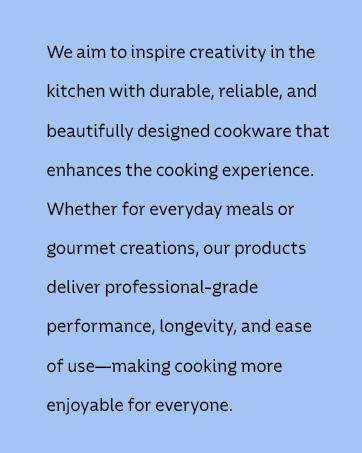 We aim to inspire creativity in the
kitchen with durable, reliable, and
beautifully designed cookware that
enhances the cooking experience.
Whether for everyday meals or
gourmet creations, our products
deliver professional-grade
performance, longevity, and ease
of use—making cooking more
enjoyable for everyone.